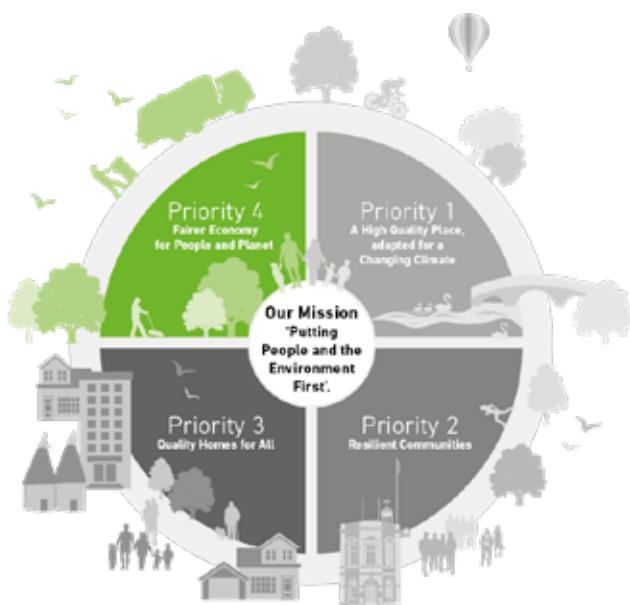 Priority 4
Fairer Economy
for People and Planet
Priority 1
A High Quality Place,
adapted for a
Changing Climate
Our Mission
'Putting
People and the
Environment
First'.
Priority 3
Quality Homes for All
Priority 2
Resilient Communities